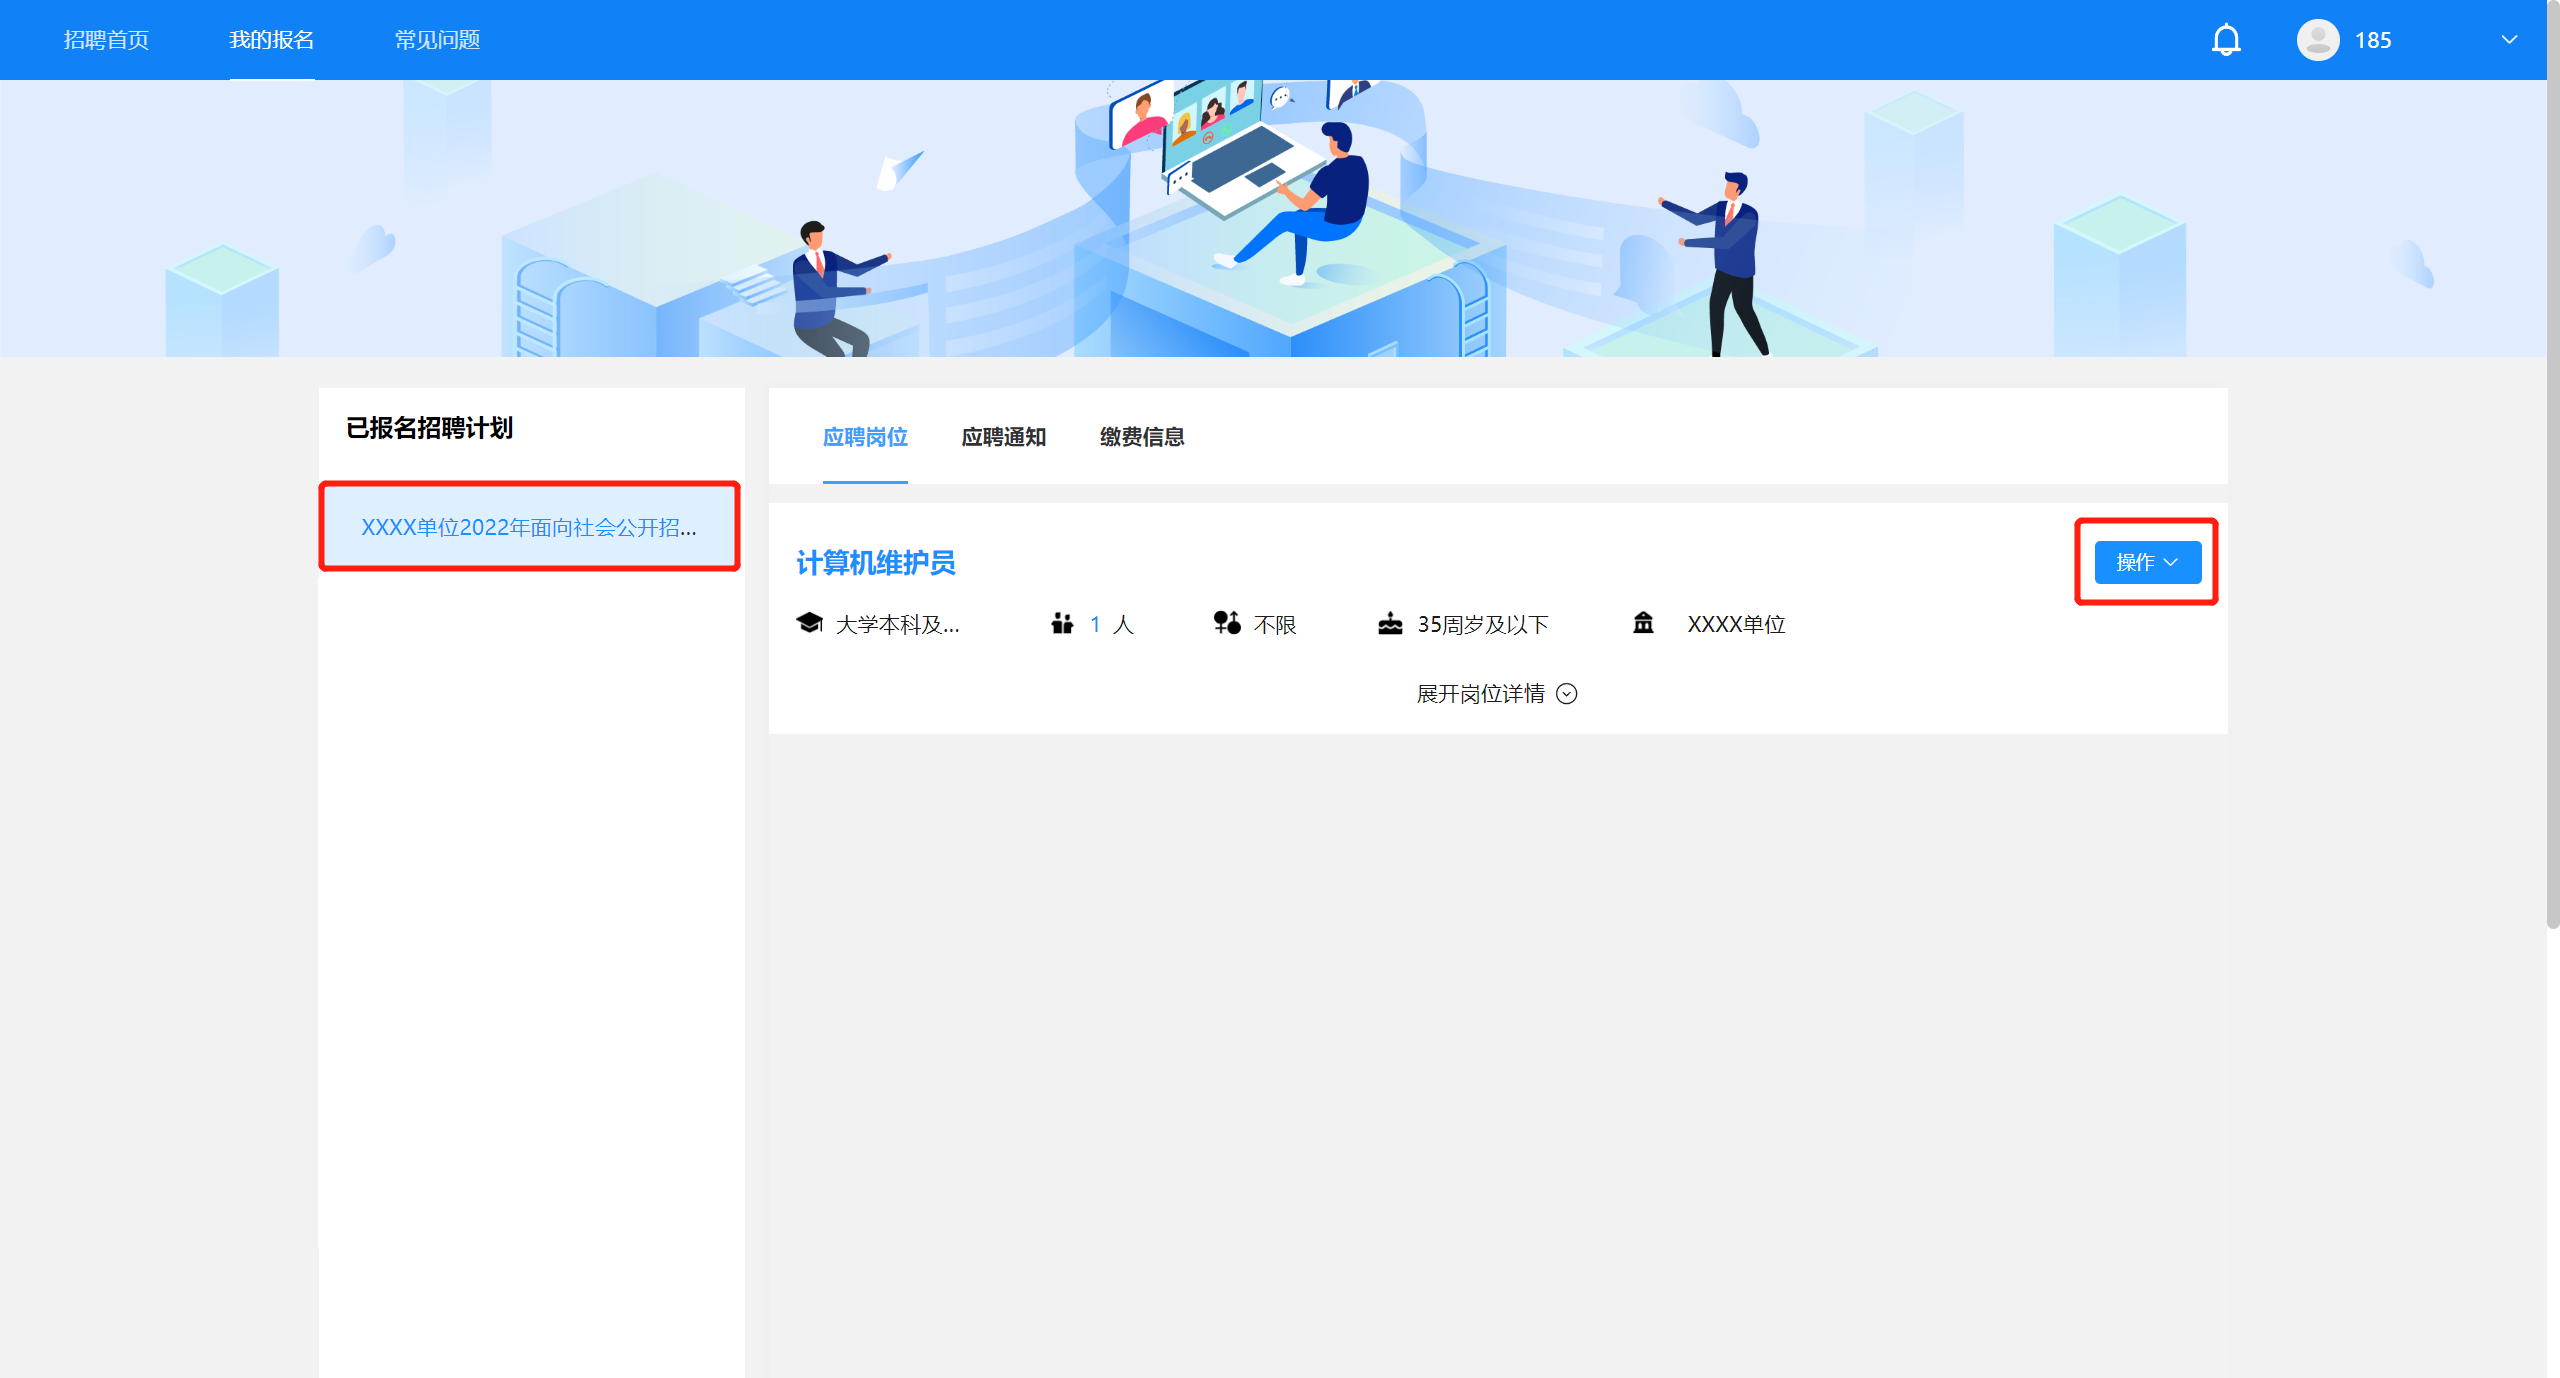 招聘首页 我的报名 常见问题 185
已报名招聘计划
XXXX单位2022年面向社会公开招...
应聘岗位 应聘通知 缴费信息
计算机维护员
操作
大学本科及... 1 人 不限 35周岁及以下 XXXX单位
展开岗位详情